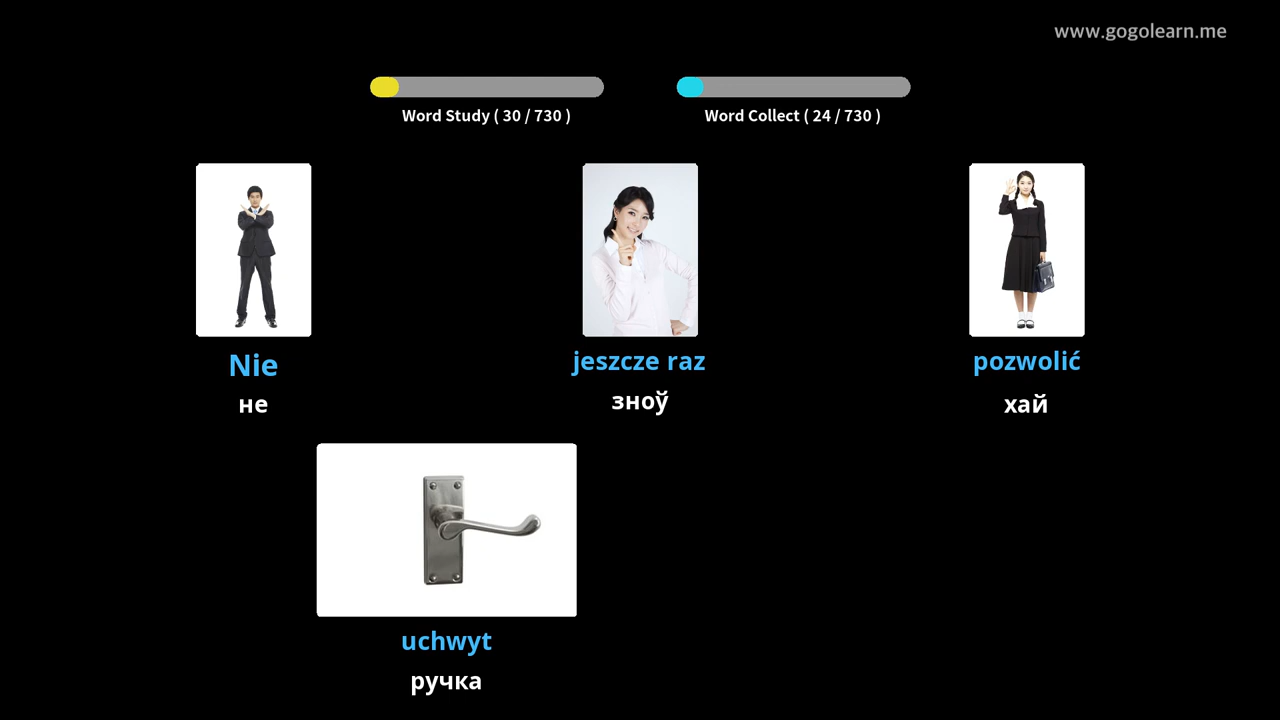 www.gogolearn.me
Word Study ( 30 / 730 )
Word Collect ( 24 / 730 )
Nie
не
jeszcze raz
зноў
pozwolić
хай
uchwyt
ручка